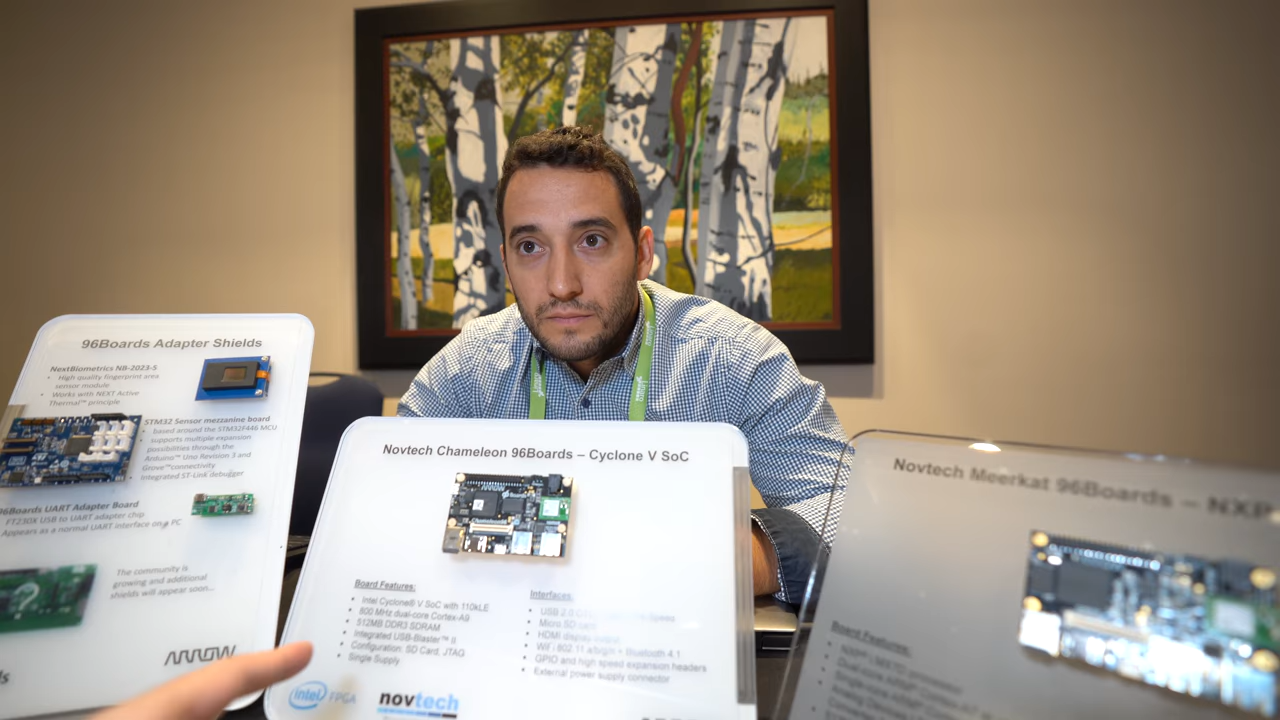 96Boards Adapter Shields
NextBiometrics NB-2023-S
• High quality fingerprint area
sensor module
• Works with NEXT Active
Thermal™ principle
STM32 Sensor mezzanine board
• based around the STM32F446 MCU
• supports multiple expansion
possibilities through the
Arduino™ Uno Revision 3 and
Grove™connectivity
Integrated ST-Link debugger
96Boards UART Adapter Board
FT230X USB to UART adapter chip
Appears as a normal UART interface on a PC
?
The community is
growing and additional
shields will appear soon...
ARROW
Novtech Chameleon 96Boards – Cyclone V SoC
Board Features:
• Intel Cyclone® V SoC with 110kLE
• 800 MHz dual-core Cortex-A9
• 512MB DDR3 SDRAM
• Integrated USB-Blaster™ II
• Configuration: SD Card, JTAG
• Single Supply
Interfaces:
• USB 2.0
• Micro SD card
• HDMI display output
• WiFi 802.11 a/b/g/n + Bluetooth 4.1
• GPIO and high speed expansion headers
• External power supply connector
intel FPGA
novtech
Novtech Meerkat 96Boards – NXP
Board Features: